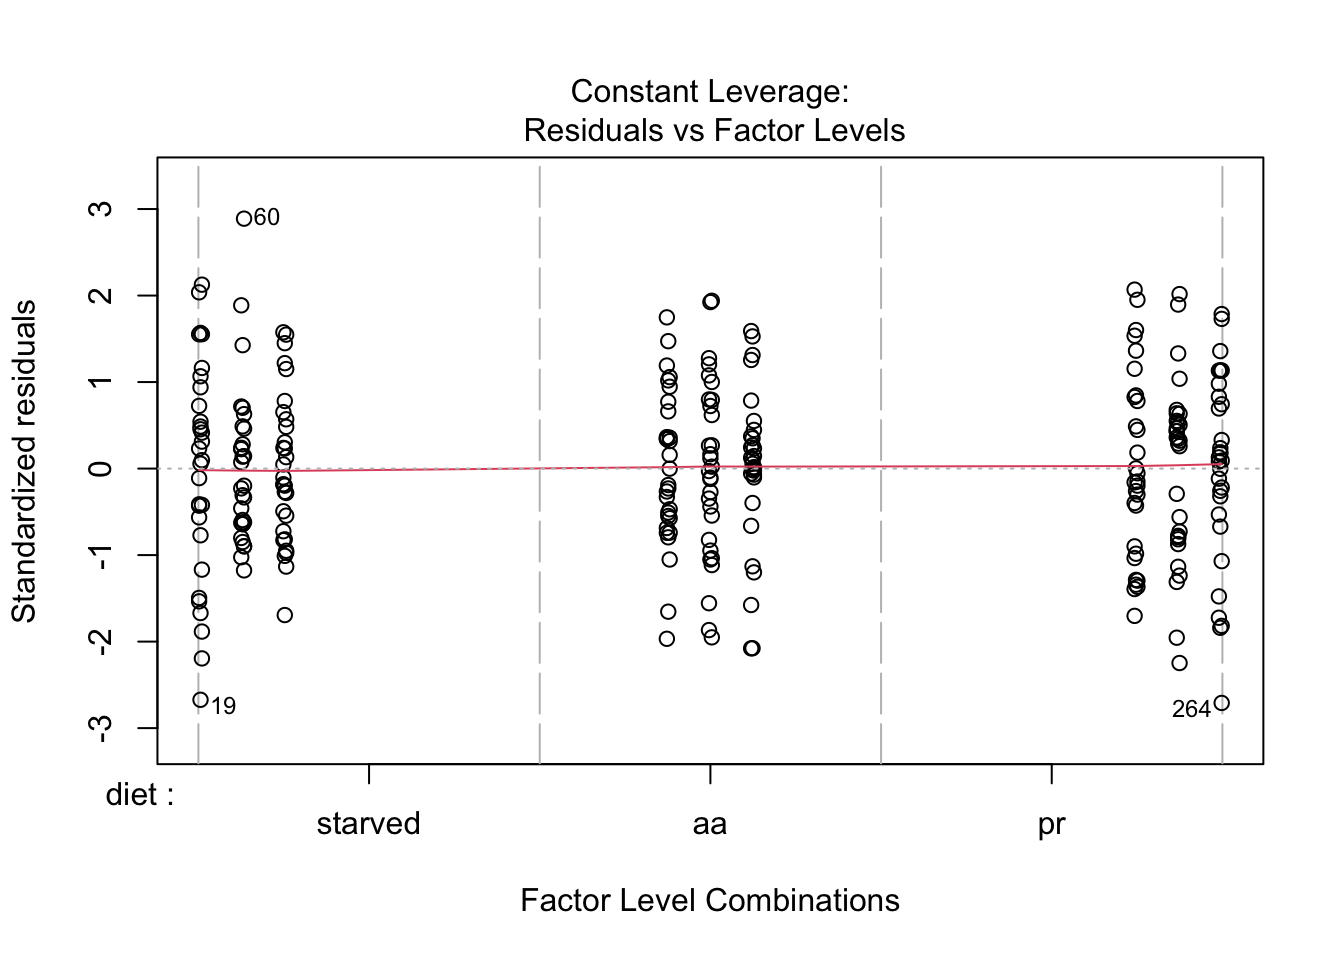 Constant Leverage:
Residuals vs Factor Levels
Standardized residuals
3
2
1
0
-1
-2
-3
60
19
264
diet :
starved aa pr
Factor Level Combinations